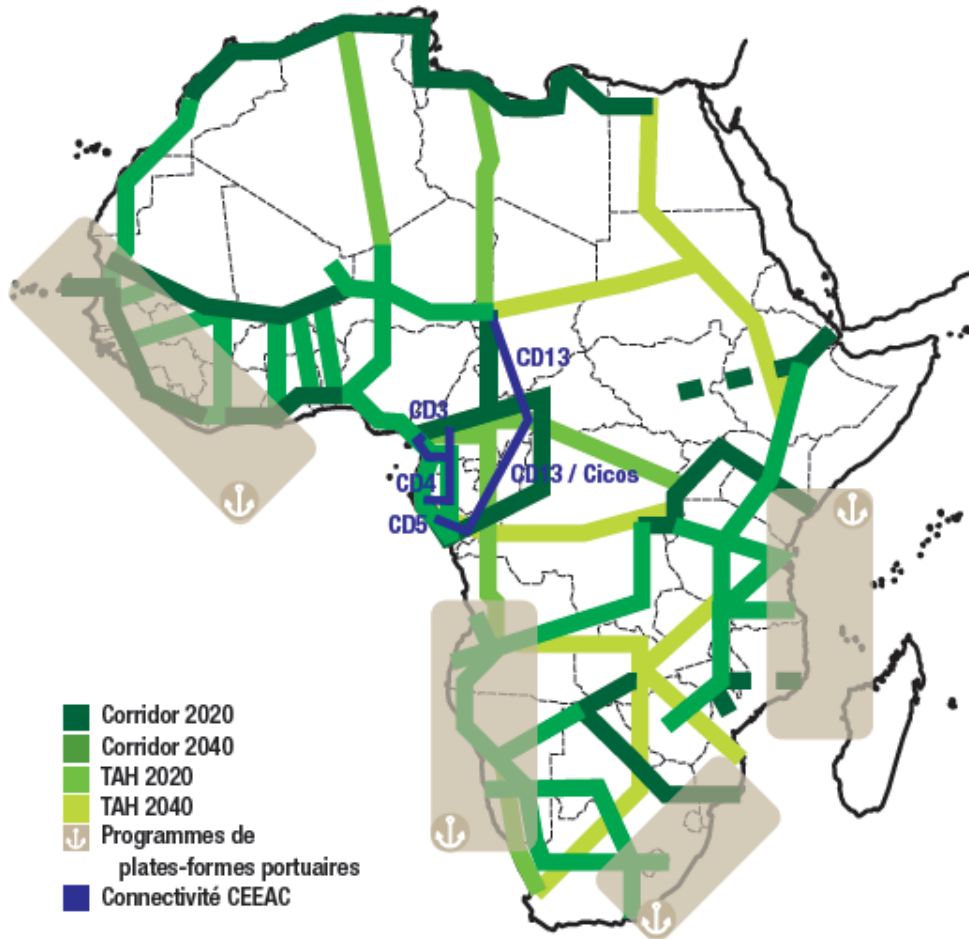 CD13
CD3
CD13 / Cicos
CD4
CD5
Corridor 2020
Corridor 2040
TAH 2020
TAH 2040
Programmes de
plates-formes portuaires
Connectivité CEEAC